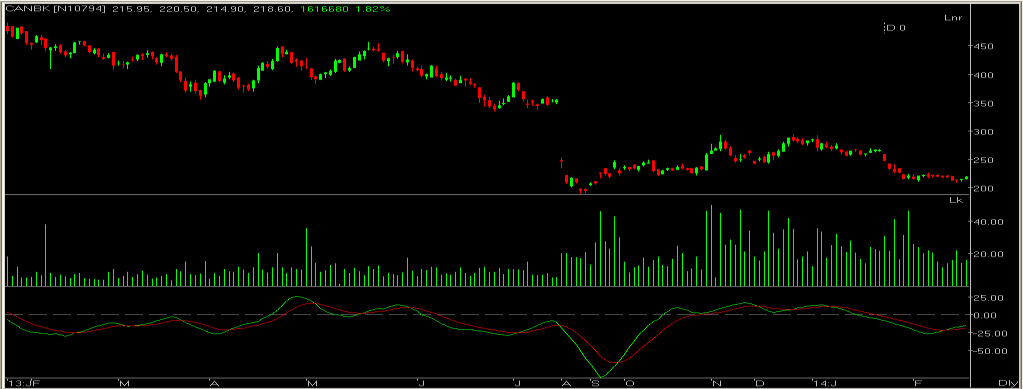 CANBK [N10794] 215.95, 220.50, 214.90, 218.60, 1616680 1.82%
Lnr
D.0
450
400
350
300
250
200
Lk
40.00
20.00
25.00
0.00
-25.00
-50.00
'13:JF M A M J J A S O N D '14:J F Dly